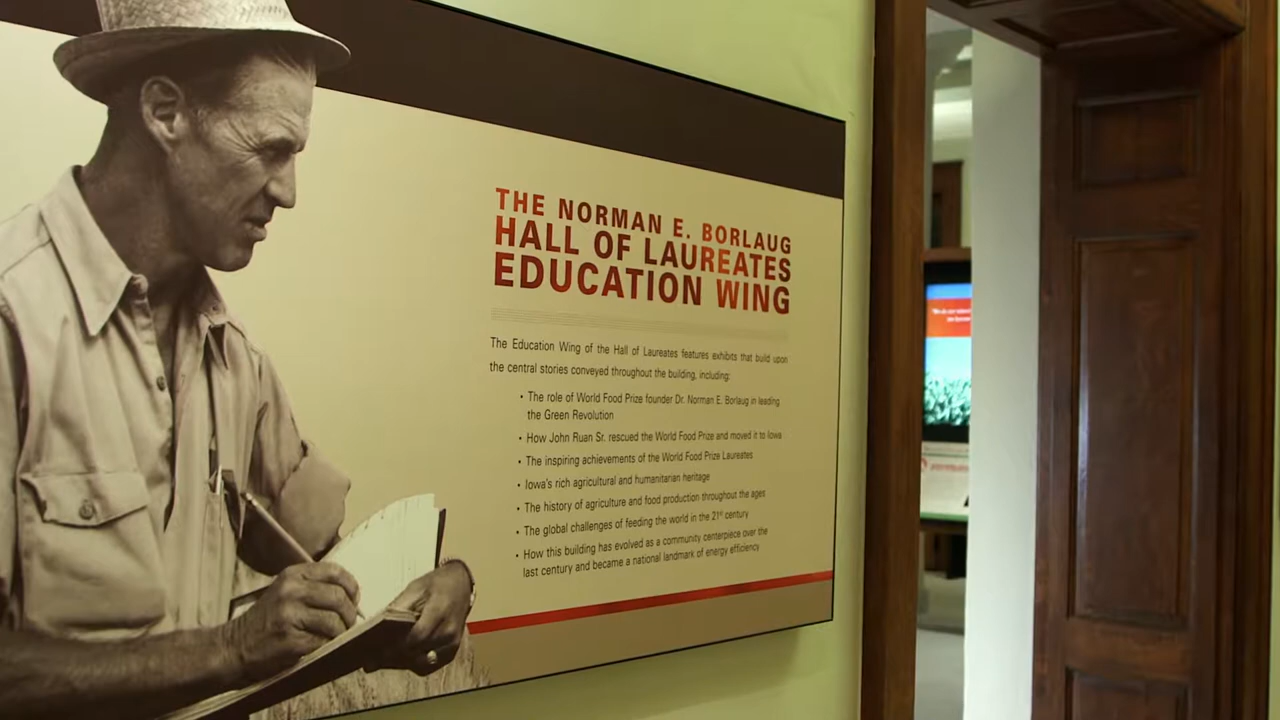 THE NORMAN E. BORLAUG
HALL OF LAUREATES
EDUCATION WING
The Education Wing of the Hall of Laureates features exhibits that build upon
the central stories conveyed throughout the building, including:
• The role of World Food Prize founder Dr. Norman E. Borlaug in leading
the Green Revolution
• How John Ruan Sr. rescued the World Food Prize and moved it to Iowa
• The inspiring achievements of the World Food Prize Laureates
• Iowa's rich agricultural and humanitarian heritage
• The history of agriculture and food production throughout the ages
• The global challenges of feeding the world in the 21st century
• How this building has evolved as a community centerpiece over the
last century and became a national landmark of energy efficiency